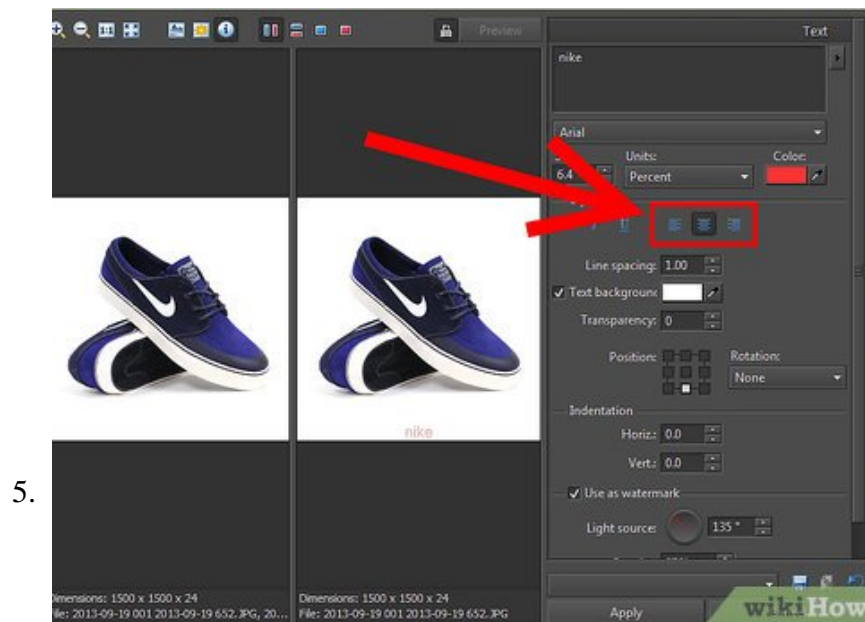 Preview
Text
nike
Arial
Units:
Color:
6.4
Percent
Line spacing: 1.00
Text background
Transparency: 0
Position:
Rotation:
None
Indentation
Horiz.: 0.0
Vert.: 0.0
nike
5.
Use as watermark
Light source:
135 °
Dimensions: 1500 x 1500 x 24
File: 2013-09-19 001 2013-09-19 652.JPG, 20...
Dimensions: 1500 x 1500 x 24
File: 2013-09-19 001 2013-09-19 652.JPG
Apply
wikiHow